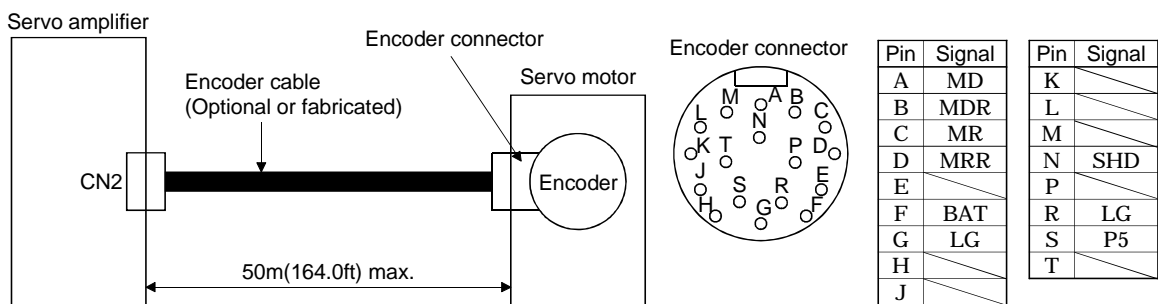 Servo amplifier
Encoder connector
Encoder cable
(Optional or fabricated)
Servo motor
CN2
Encoder
50m(164.0ft) max.
Encoder connector
M A B
L N C
K T P D
J S R E
H G F
Pin Signal
A MD
B MDR
C MR
D MRR
E
F BAT
G LG
H
J
Pin Signal
K
L
M
N SHD
P
R LG
S P5
T